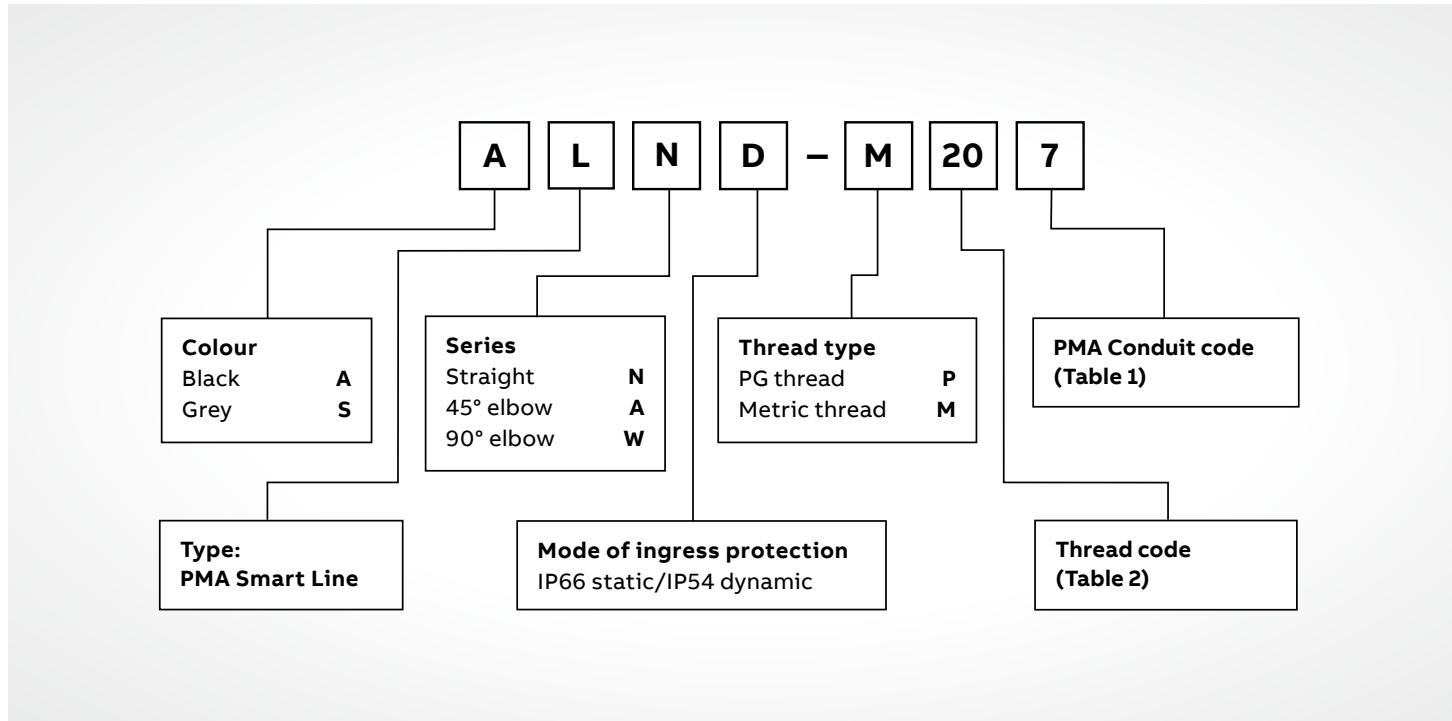 A L N D – M 20 7
Colour
Black A
Grey S
Series
Straight N
45° elbow A
90° elbow W
Thread type
PG thread P
Metric thread M
PMA Conduit code
(Table 1)
Type:
PMA Smart Line
Mode of ingress protection
IP66 static/IP54 dynamic
Thread code
(Table 2)